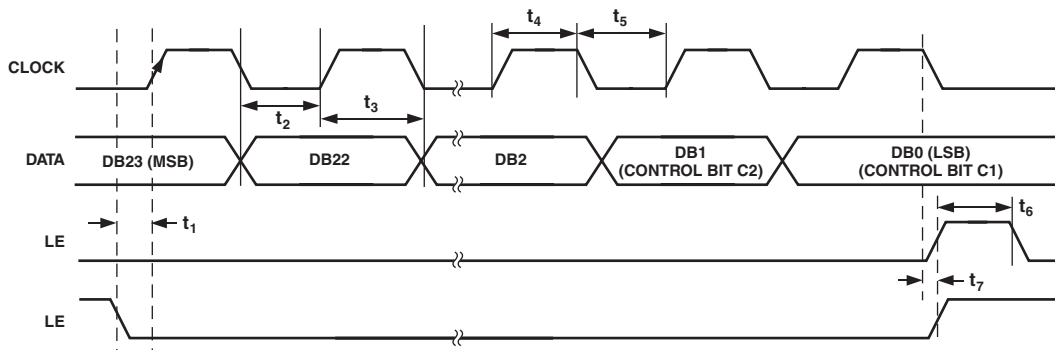 t4 t5
CLOCK
t2 t3
DATA DB23 (MSB) DB22 DB2 DB1 (CONTROL BIT C2) DB0 (LSB) (CONTROL BIT C1)
t1 t6
LE
t7
LE